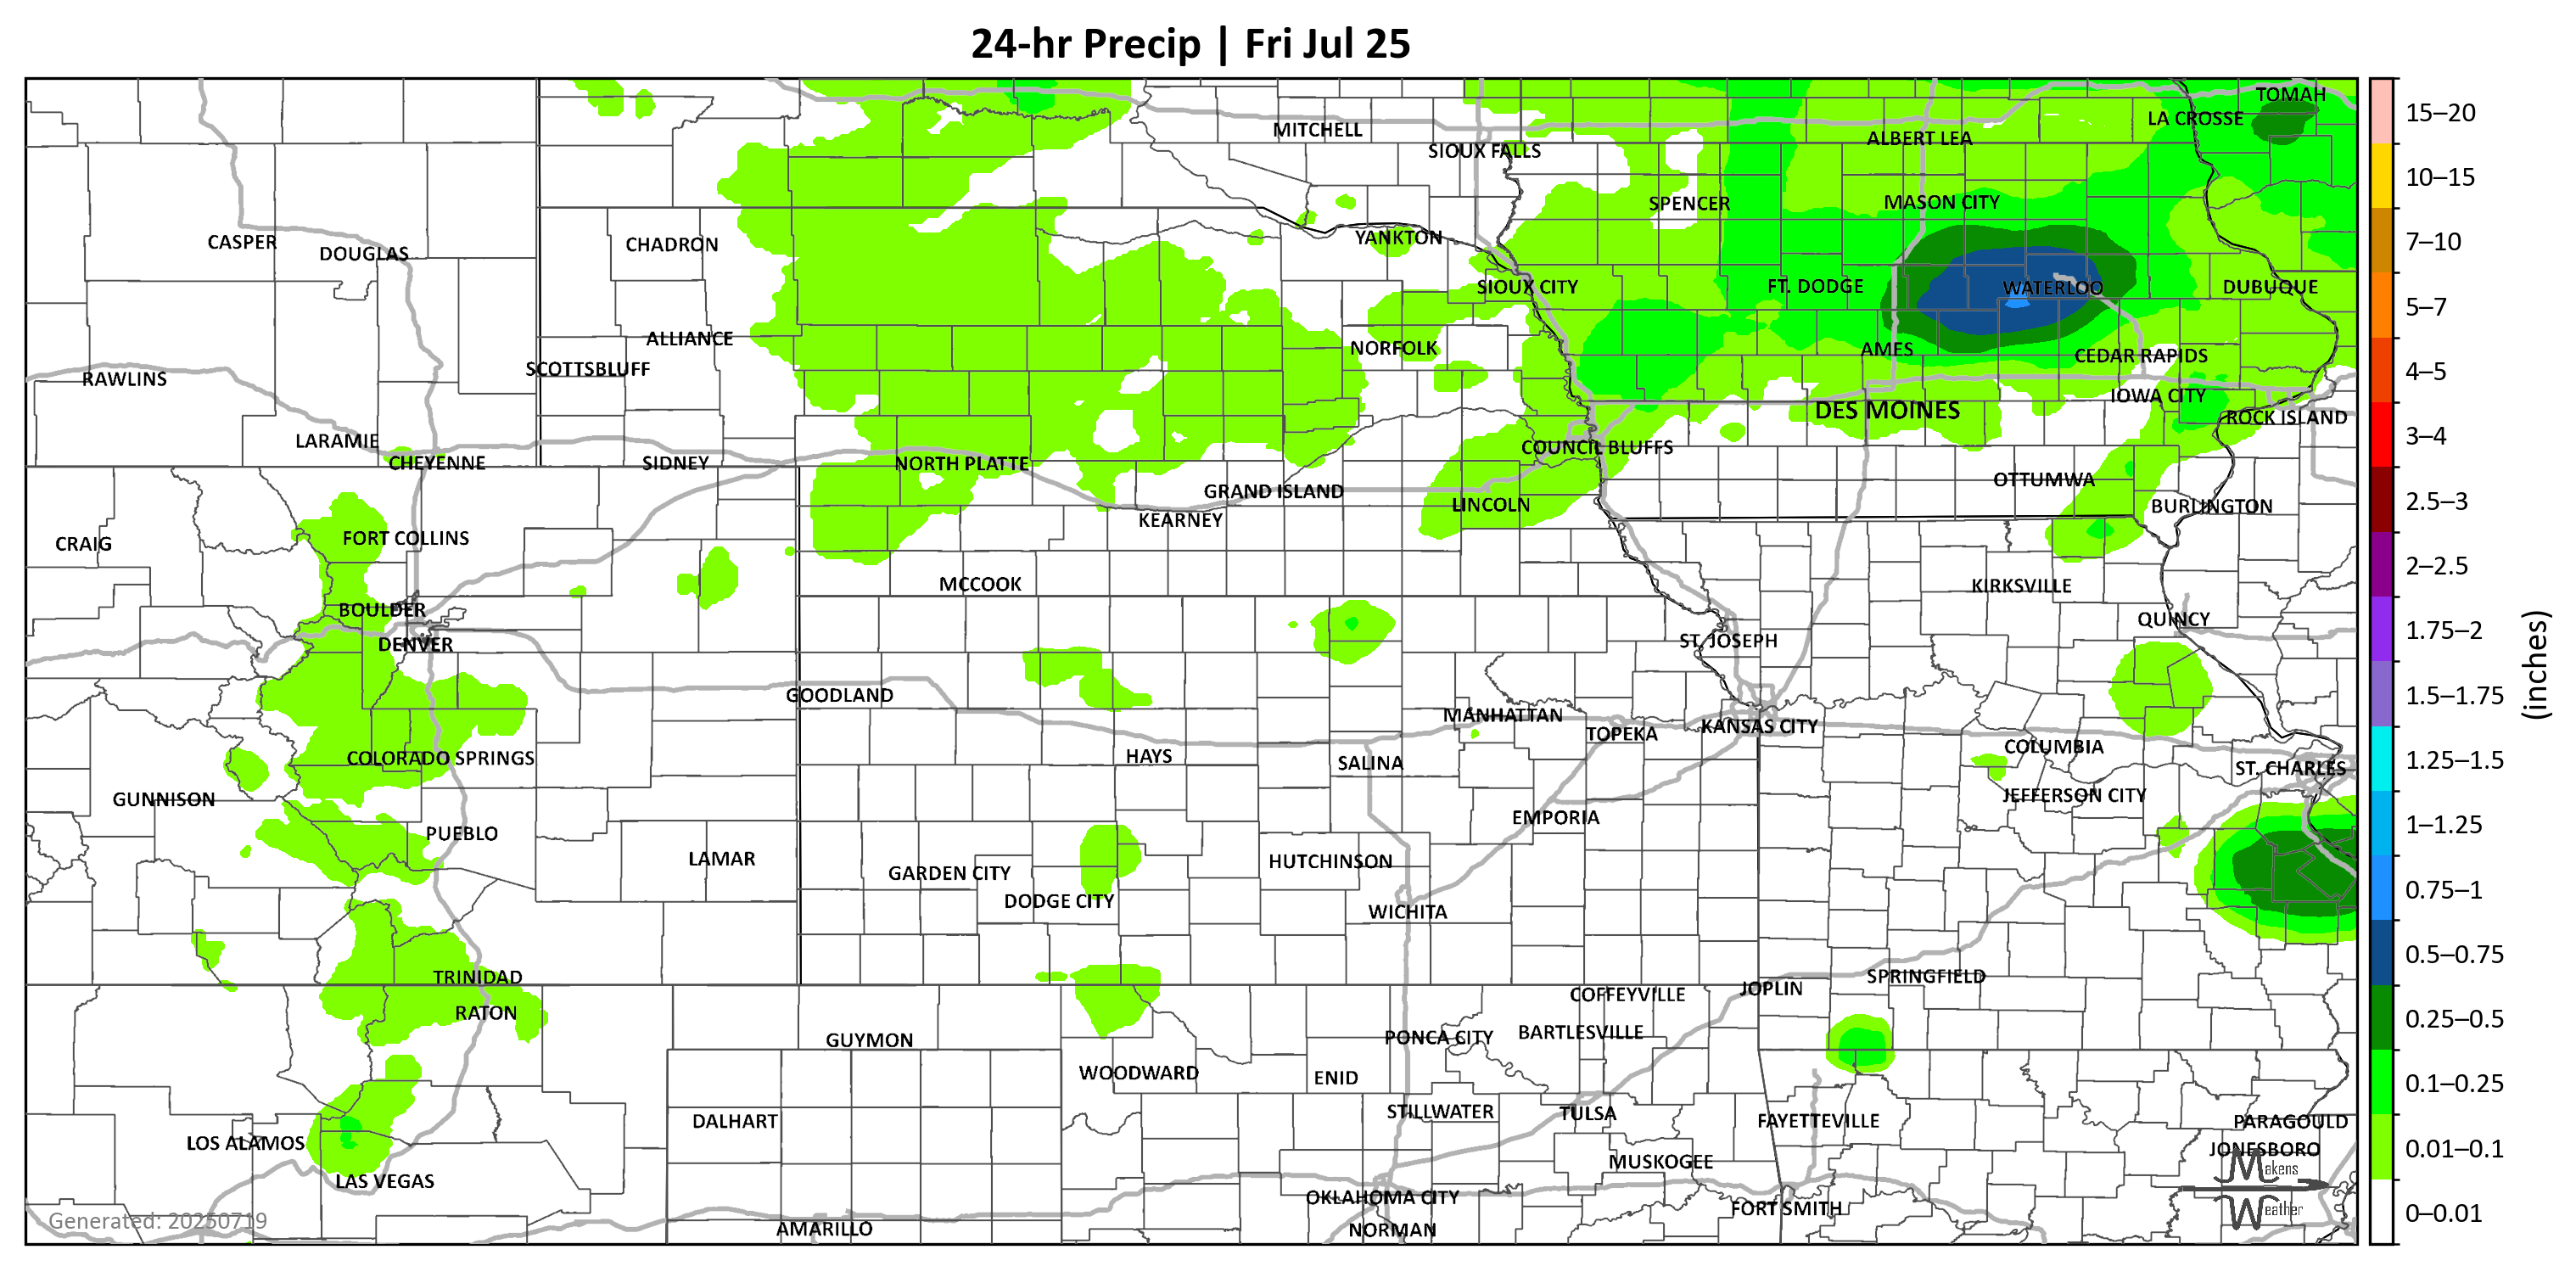 24-hr Precip | Fri Jul 25
TOMAH
LA CROSSE
MITCHELL
ALBERT LEA
SIOUX FALLS
SPENCER
MASON CITY
CASPER
DOUGLAS
CHADRON
YANKTON
SIOUX CITY
FT. DODGE
WATERLOO
DUBUQUE
ALLIANCE
NORFOLK
AMES
CEDAR RAPIDS
RAWLINS
SCOTTSBLUFF
IOWA CITY
DES MOINES
ROCK ISLAND
LARAMIE
COUNCIL BLUFFS
CHEYENNE
SIDNEY
NORTH PLATTE
OTTUMWA
GRAND ISLAND
LINCOLN
BURLINGTON
KEARNEY
CRAIG
FORT COLLINS
MCCOOK
KIRKSVILLE
BOULDER
QUINCY
DENVER
ST. JOSEPH
GOODLAND
MANHATTAN
TOPEKA
KANSAS CITY
COLUMBIA
COLORADO SPRINGS
HAYS
SALINA
ST. CHARLES
GUNNISON
JEFFERSON CITY
EMPORIA
PUEBLO
LAMAR
GARDEN CITY
HUTCHINSON
DODGE CITY
WICHITA
TRINIDAD
SPRINGFIELD
JOPLIN
COFFEYVILLE
RATON
GUYMON
PONCA CITY
BARTLESVILLE
WOODWARD
ENID
DALHART
STILLWATER
TULSA
FAYETTEVILLE
PARAGOULD
LOS ALAMOS
JONESBORO
LAS VEGAS
MUSKOGEE
OKLAHOMA CITY
FORT SMITH
AMARILLO
NORMAN
Generated: 20250719
Makens
Weather
15–20
10–15
7–10
5–7
4–5
3–4
2.5–3
2–2.5
1.75–2
1.5–1.75
1.25–1.5
1–1.25
0.75–1
0.5–0.75
0.25–0.5
0.1–0.25
0.01–0.1
0–0.01
(inches)